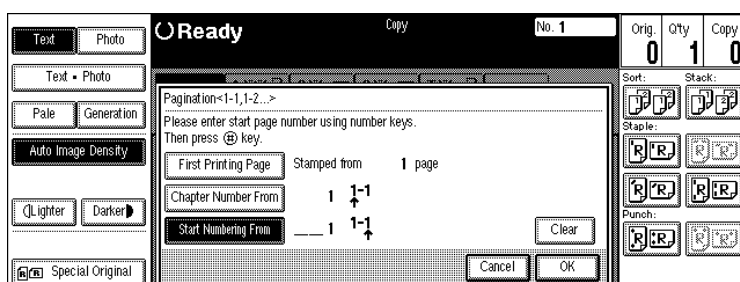 Text
Photo
Text • Photo
Pale
Generation
Auto Image Density
Lighter
Darker
Special Original
Ready
Copy
No. 1
Pagination<1-1,1-2...>
Please enter start page number using number keys.
Then press # key.
First Printing Page
Stamped from 1 page
Chapter Number From
1 1-1
Start Numbering From
__ __ 1 1-1
Clear
Cancel
OK
Orig.
Q'ty
Copy
0
1
0
Sort:
Stack:
Staple:
Punch: